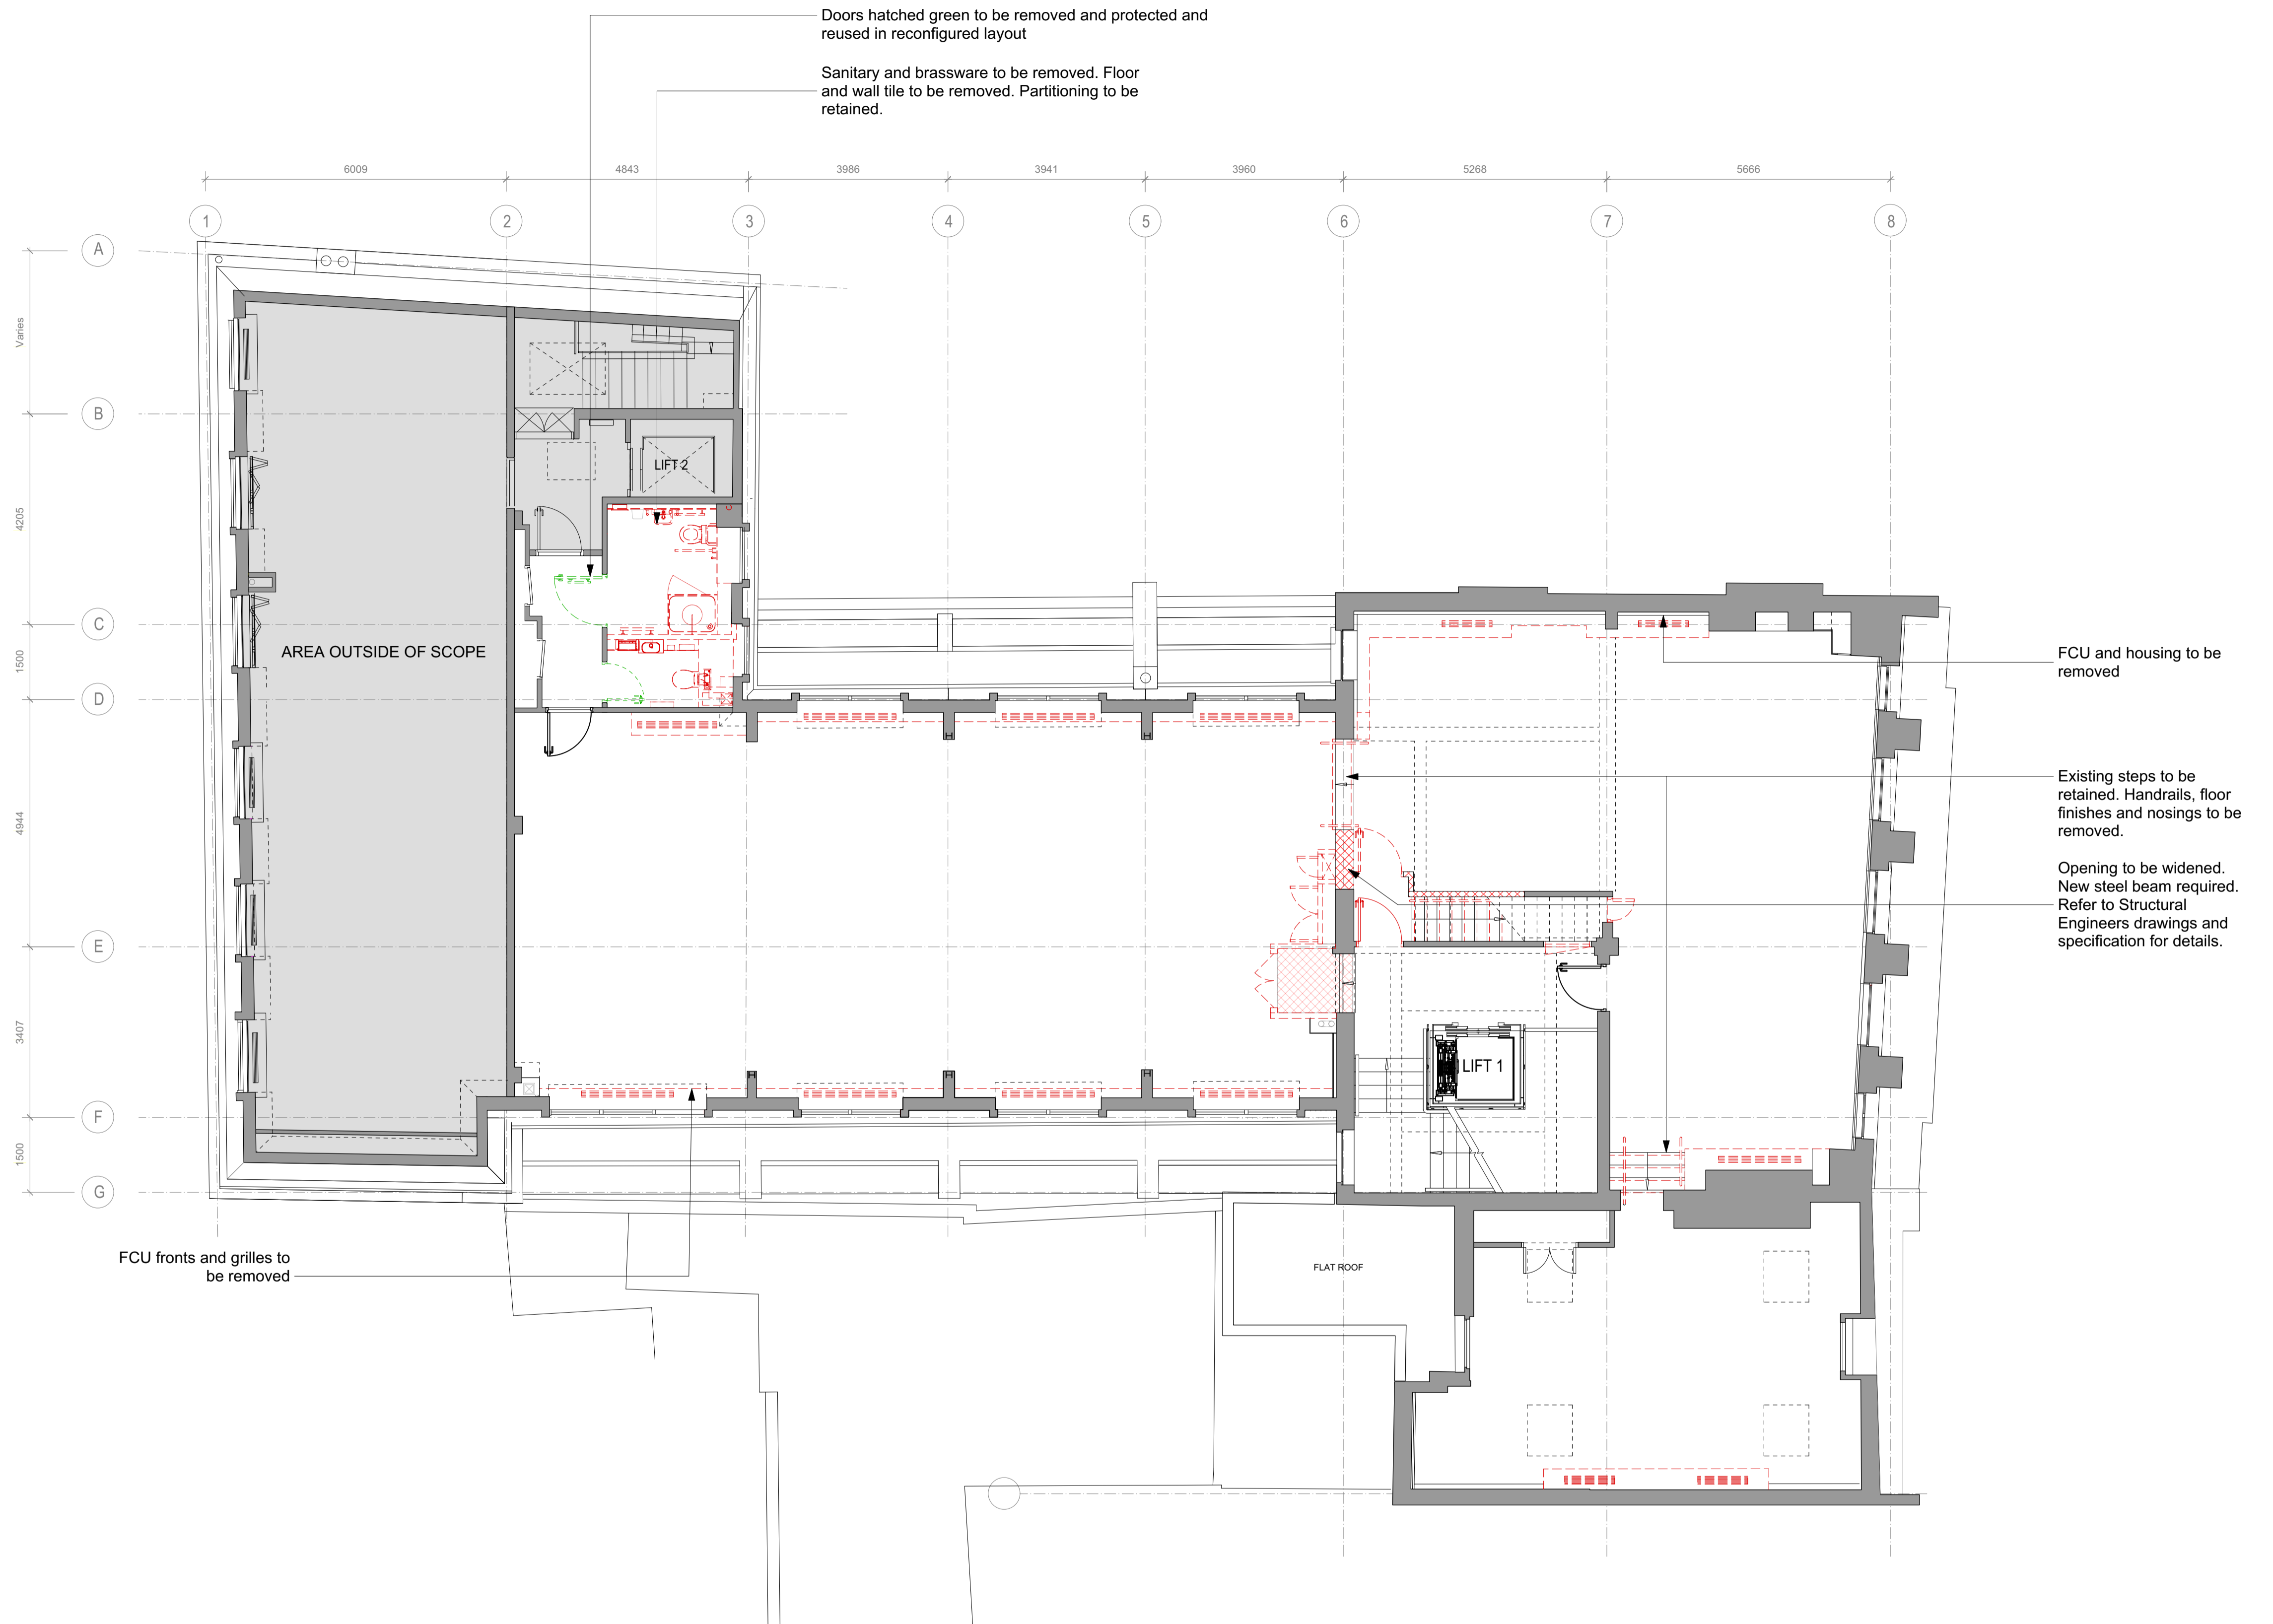 Doors hatched green to be removed and protected and
reused in reconfigured layout
Sanitary and brassware to be removed. Floor
and wall tile to be removed. Partitioning to be
retained.
6009
4843
3986
3941
3960
5268
5666
1
2
3
4
5
6
7
8
A
Varies
B
4205
C
1500
D
4944
E
3407
F
1500
G
LIFT 2
AREA OUTSIDE OF SCOPE
FCU and housing to be
removed
Existing steps to be
retained. Handrails, floor
finishes and nosings to be
removed.
Opening to be widened.
New steel beam required.
Refer to Structural
Engineers drawings and
specification for details.
LIFT 1
FCU fronts and grilles to
be removed
FLAT ROOF